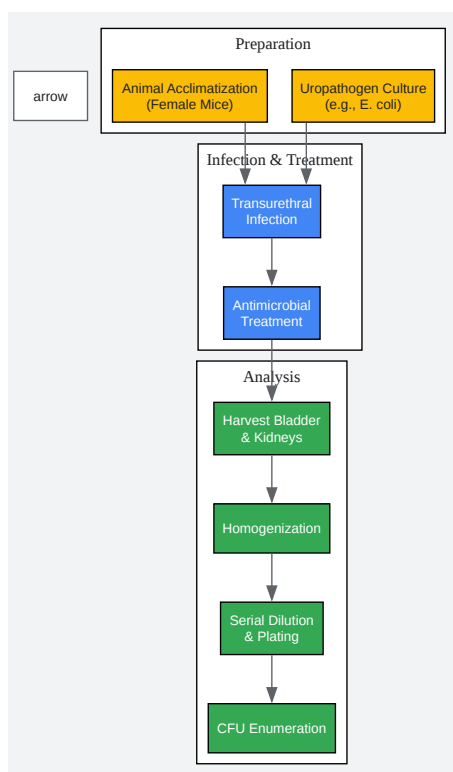 Preparation
arrow
Animal Acclimatization
(Female Mice)
Uropathogen Culture
(e.g., E. coli)
Infection & Treatment
Transurethral
Infection
Antimicrobial
Treatment
Analysis
Harvest Bladder
& Kidneys
Homogenization
Serial Dilution
& Plating
CFU Enumeration